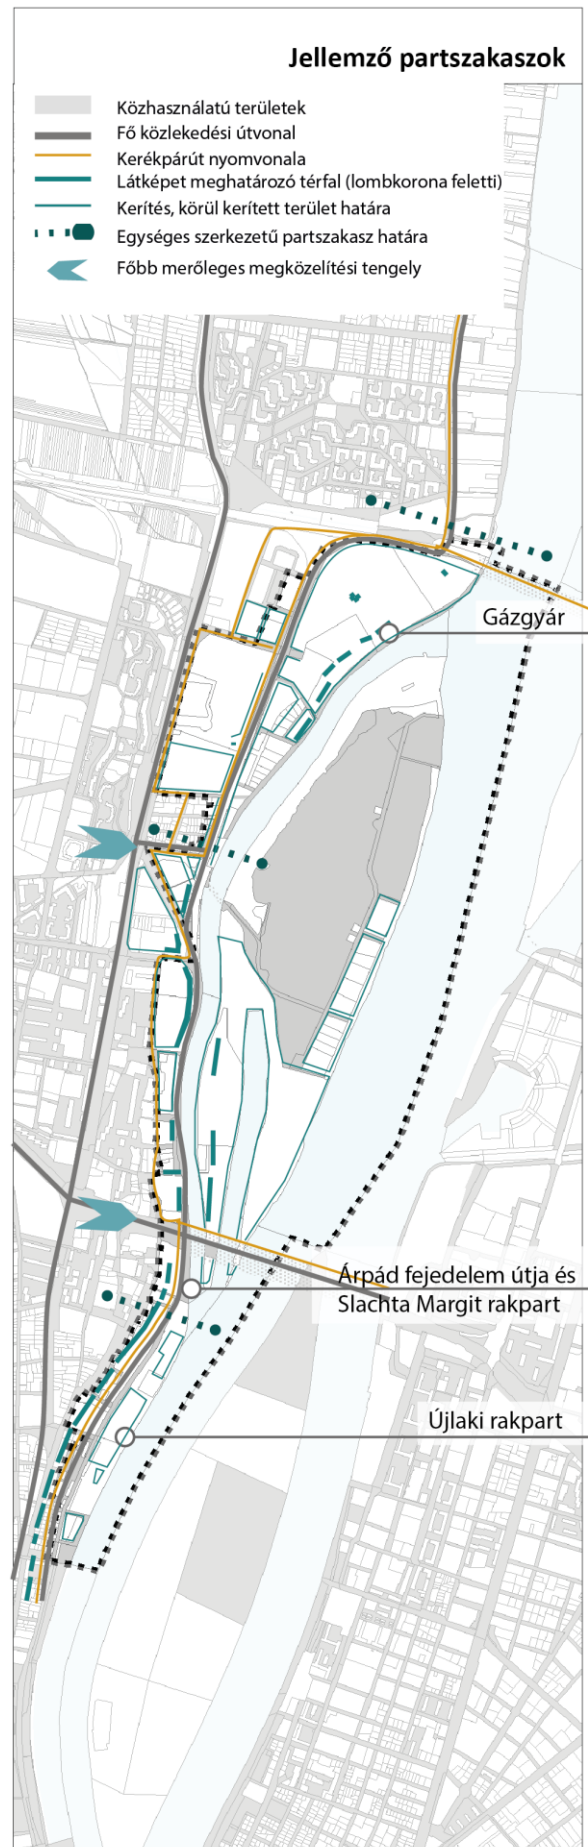 Jellemző partszakaszok
Közhasználatú területek
Fő közlekedési útvonal
Kerékpárút nyomvonala
Látképet meghatározó térfal (lombkorona feletti)
Kerítés, körül kerített terület határa
Egységes szerkezetű partszakasz határa
Főbb merőleges megközelítési tengely
Gázgyár
Árpád fejedelem útja és
Slachta Margit rakpart
Újlaki rakpart